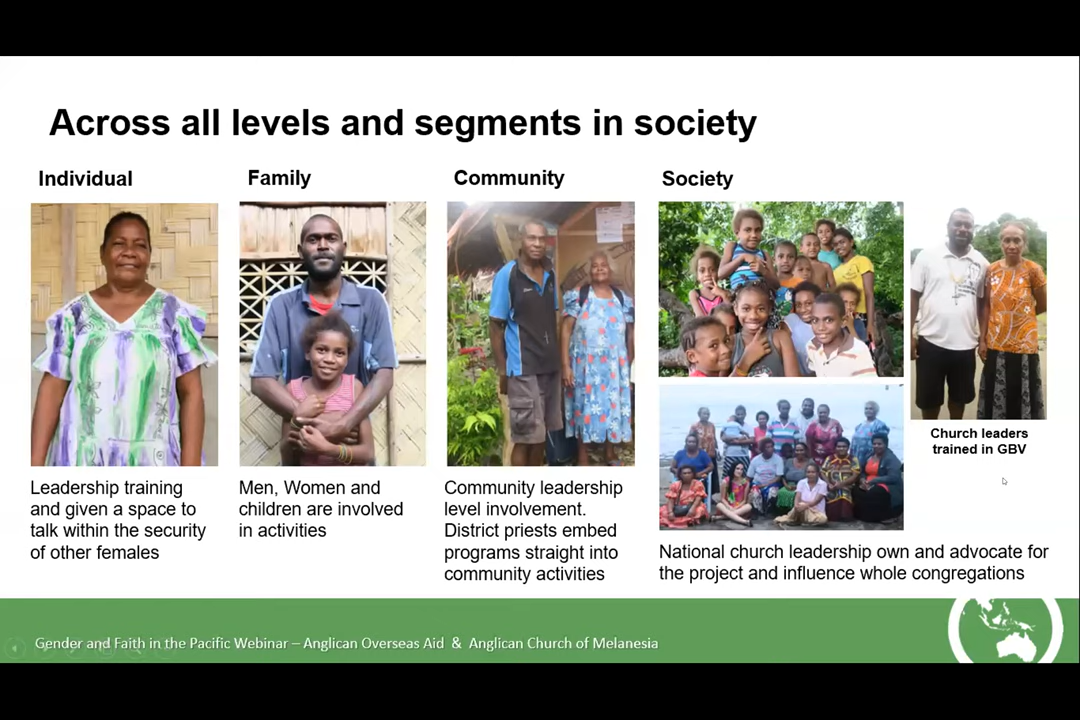 Across all levels and segments in society
Individual
Family
Community
Society
Leadership training
and given a space to
talk within the security
of other females
Men, Women and
children are involved
in activities
Community leadership
level involvement.
District priests embed
programs straight into
community activities
Church leaders
trained in GBV
National church leadership own and advocate for
the project and influence whole congregations
Gender and Faith in the Pacific Webinar – Anglican Overseas Aid & Anglican Church of Melanesia